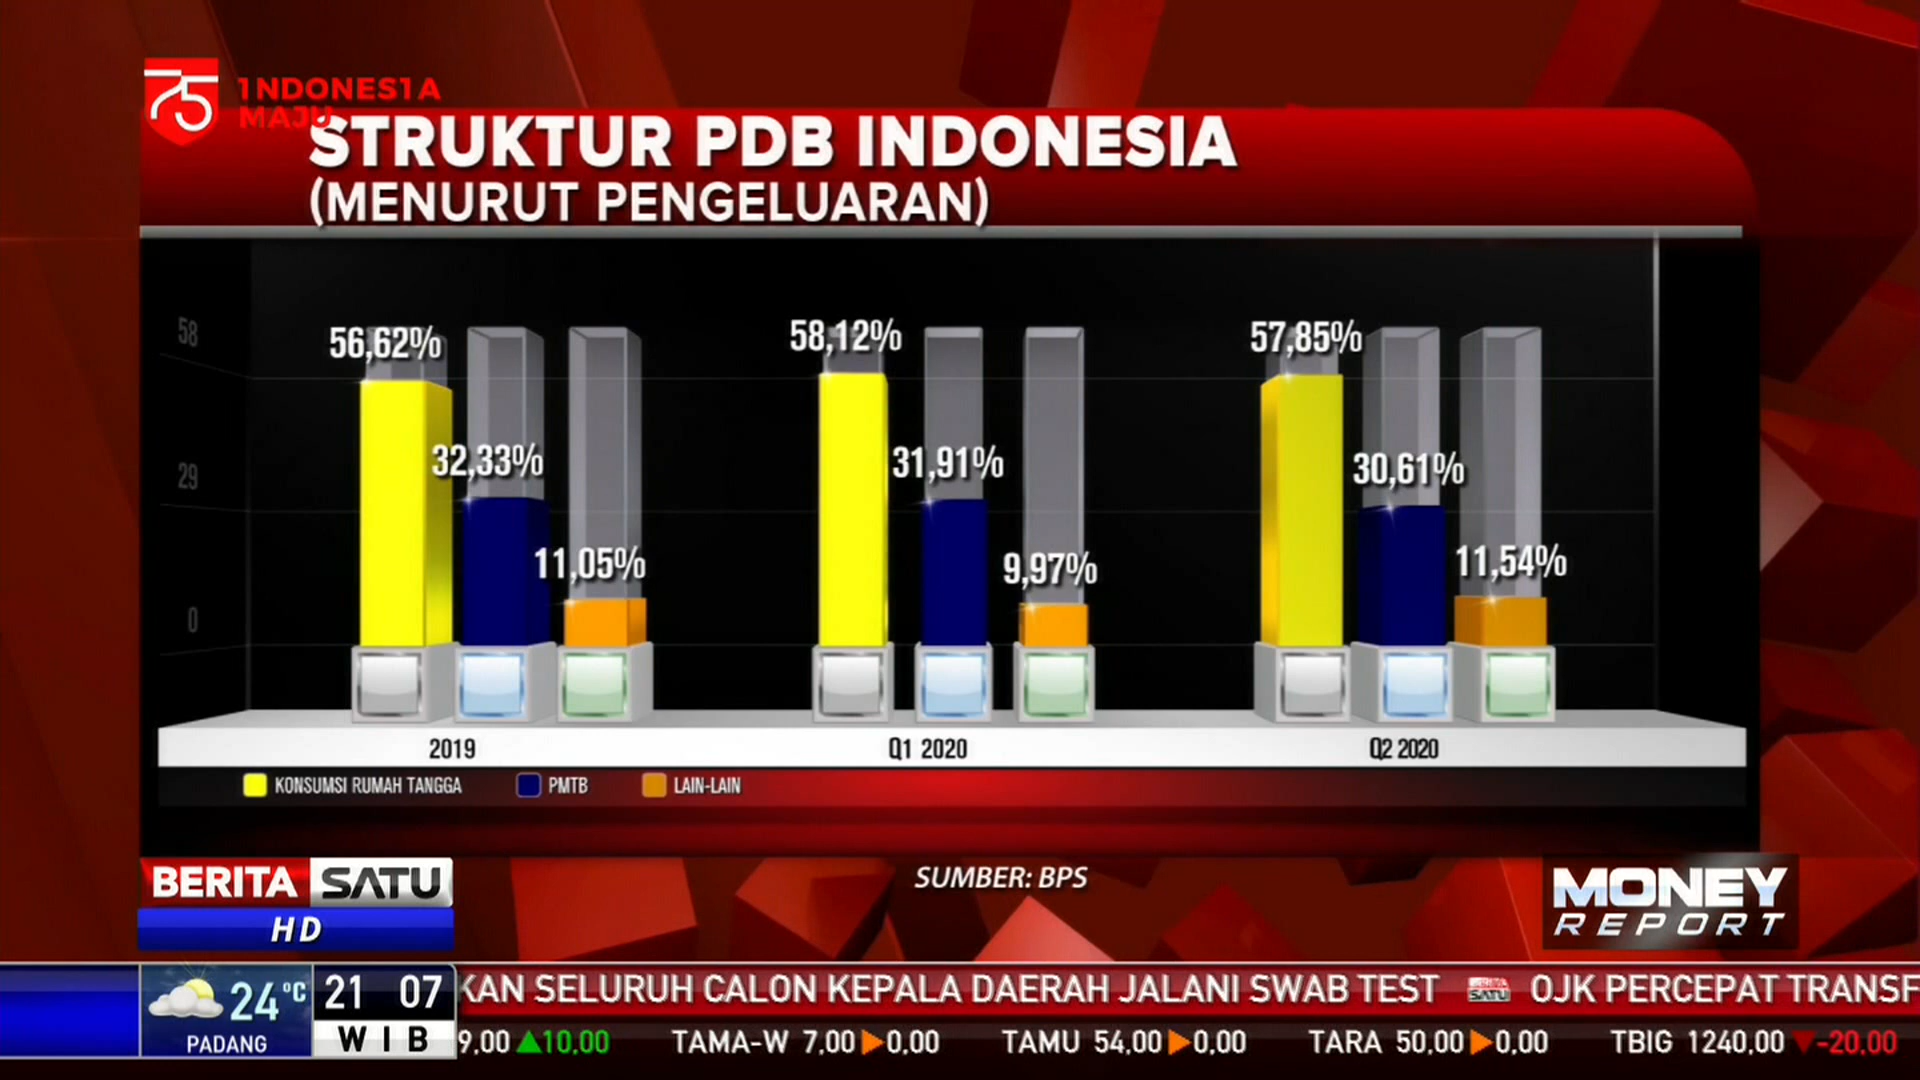 75 1NDONES1A
MAJU
STRUKTUR PDB INDONESIA
(MENURUT PENGELUARAN)
58
29
0
56,62%
32,33%
11,05%
58,12%
31,91%
9,97%
57,85%
30,61%
11,54%
2019
Q1 2020
Q2 2020
KONSUMSI RUMAH TANGGA PMTB LAIN-LAIN
BERITA SATU
HD
SUMBER: BPS
MONEY
REPORT
24°C
PADANG
21 07
WIB
KAN SELURUH CALON KEPALA DAERAH JALANI SWAB TEST BERITA SATU OJK PERCEPAT TRANSF
9,00 10,00 TAMA-W 7,00 0,00 TAMU 54,00 0,00 TARA 50,00 0,00 TBIG 1240,00 -20,00